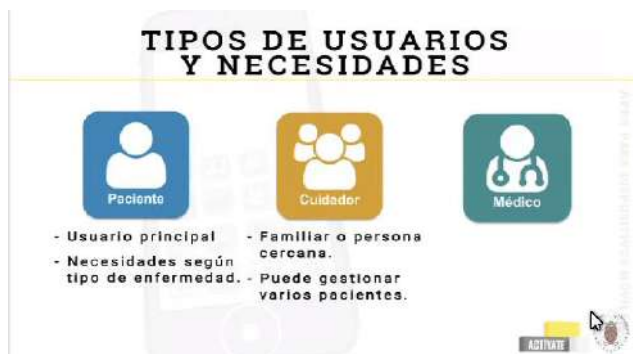 TIPOS DE USUARIOS
Y NECESIDADES
Paciente
- Usuario principal
- Necesidades según
tipo de enfermedad.
Cuidador
- Familiar o persona
cercana.
- Puede gestionar
varios pacientes.
Médico
ACTÍVATE